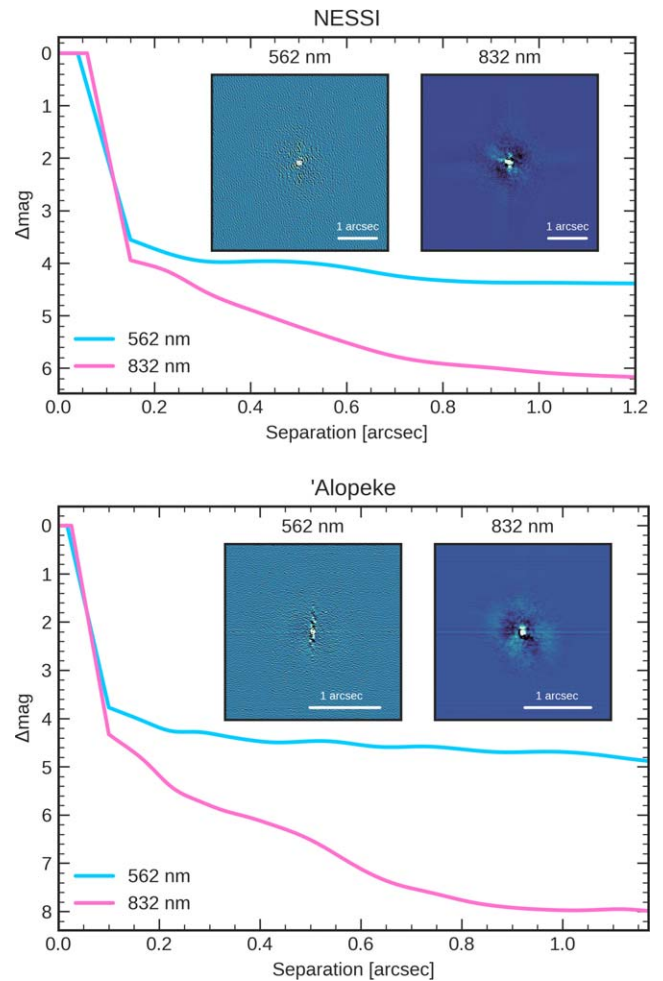 NESSI
562 nm 832 nm
0
1
2
3
4
5
6
Δmag
1 arcsec 1 arcsec
562 nm
832 nm
0.0 0.2 0.4 0.6 0.8 1.0 1.2
Separation [arcsec]
'Alopeke
562 nm 832 nm
0
1
2
3
4
5
6
7
8
Δmag
1 arcsec 1 arcsec
562 nm
832 nm
0.0 0.2 0.4 0.6 0.8 1.0
Separation [arcsec]